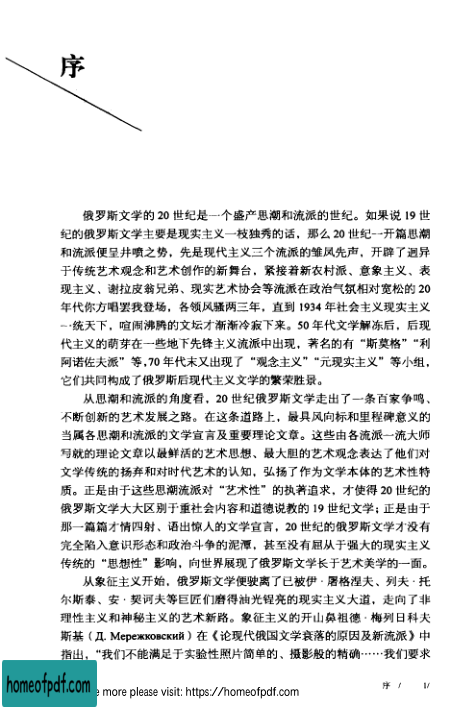 序
俄罗斯文学的 20 世纪是一个盛产思潮和流派的世纪。如果说 19 世
纪的俄罗斯文学主要是现实主义一枝独秀的话，那么 20 世纪一开篇思潮
和流派便呈井喷之势，先是现代主义三个流派的雏凤先声，开辟了迥异
于传统艺术观念和艺术创作的新舞台，紧接着新农村派、意象主义、表
现主义、谢拉皮翁兄弟、现实艺术协会等流派在政治气氛相对宽松的 20
年代你方唱罢我登场，各领风骚两三年，直到 1934 年社会主义现实主义
一统天下，喧闹沸腾的文坛才渐渐冷寂下来。50 年代文学解冻后，后现
代主义的萌芽在一些地下先锋主义流派中出现，著名的有“斯莫格”“利
阿诺佐夫派”等，70 年代末又出现了“观念主义”“元现实主义”等小组，
它们共同构成了俄罗斯后现代主义文学的繁荣胜景。
从思潮和流派的角度看，20 世纪俄罗斯文学走出了一条百家争鸣、
不断创新的艺术发展之路。在这条道路上，最具风向标和里程碑意义的
当属各思潮和流派的文学宣言及重要理论文章。这些由各流派一流大师
写就的理论文章以最鲜活的艺术思想、最大胆的艺术观念表达了他们对
文学传统的扬弃和对时代艺术的认知，弘扬了作为文学本体的艺术性特
质。正是由于这些思潮流派对“艺术性”的执著追求，才使得 20 世纪的
俄罗斯文学大大区别于重社会内容和道德说教的 19 世纪文学；正是由于
那一篇篇才情四射、语出惊人的文学宣言，20 世纪的俄罗斯文学才没有
完全陷入意识形态和政治斗争的泥潭，甚至没有屈从于强大的现实主义
传统的“思想性”影响，向世界展现了俄罗斯文学长于艺术美学的一面。
从象征主义开始，俄罗斯文学便驶离了已被伊·屠格涅夫、列夫·托
尔斯泰、安·契诃夫等巨匠们磨得油光锃亮的现实主义大道，走向了非
理性主义和神秘主义的艺术新路。象征主义的开山鼻祖德·梅列日科夫
斯基（Д. Мережковский）在《论现代俄国文学衰落的原因及新流派》中
指出，“我们不能满足于实验性照片简单的、摄影般的精确……我们要求
序 / 1/
homeofpdf.com
e more please visit: https://homeofpdf.com